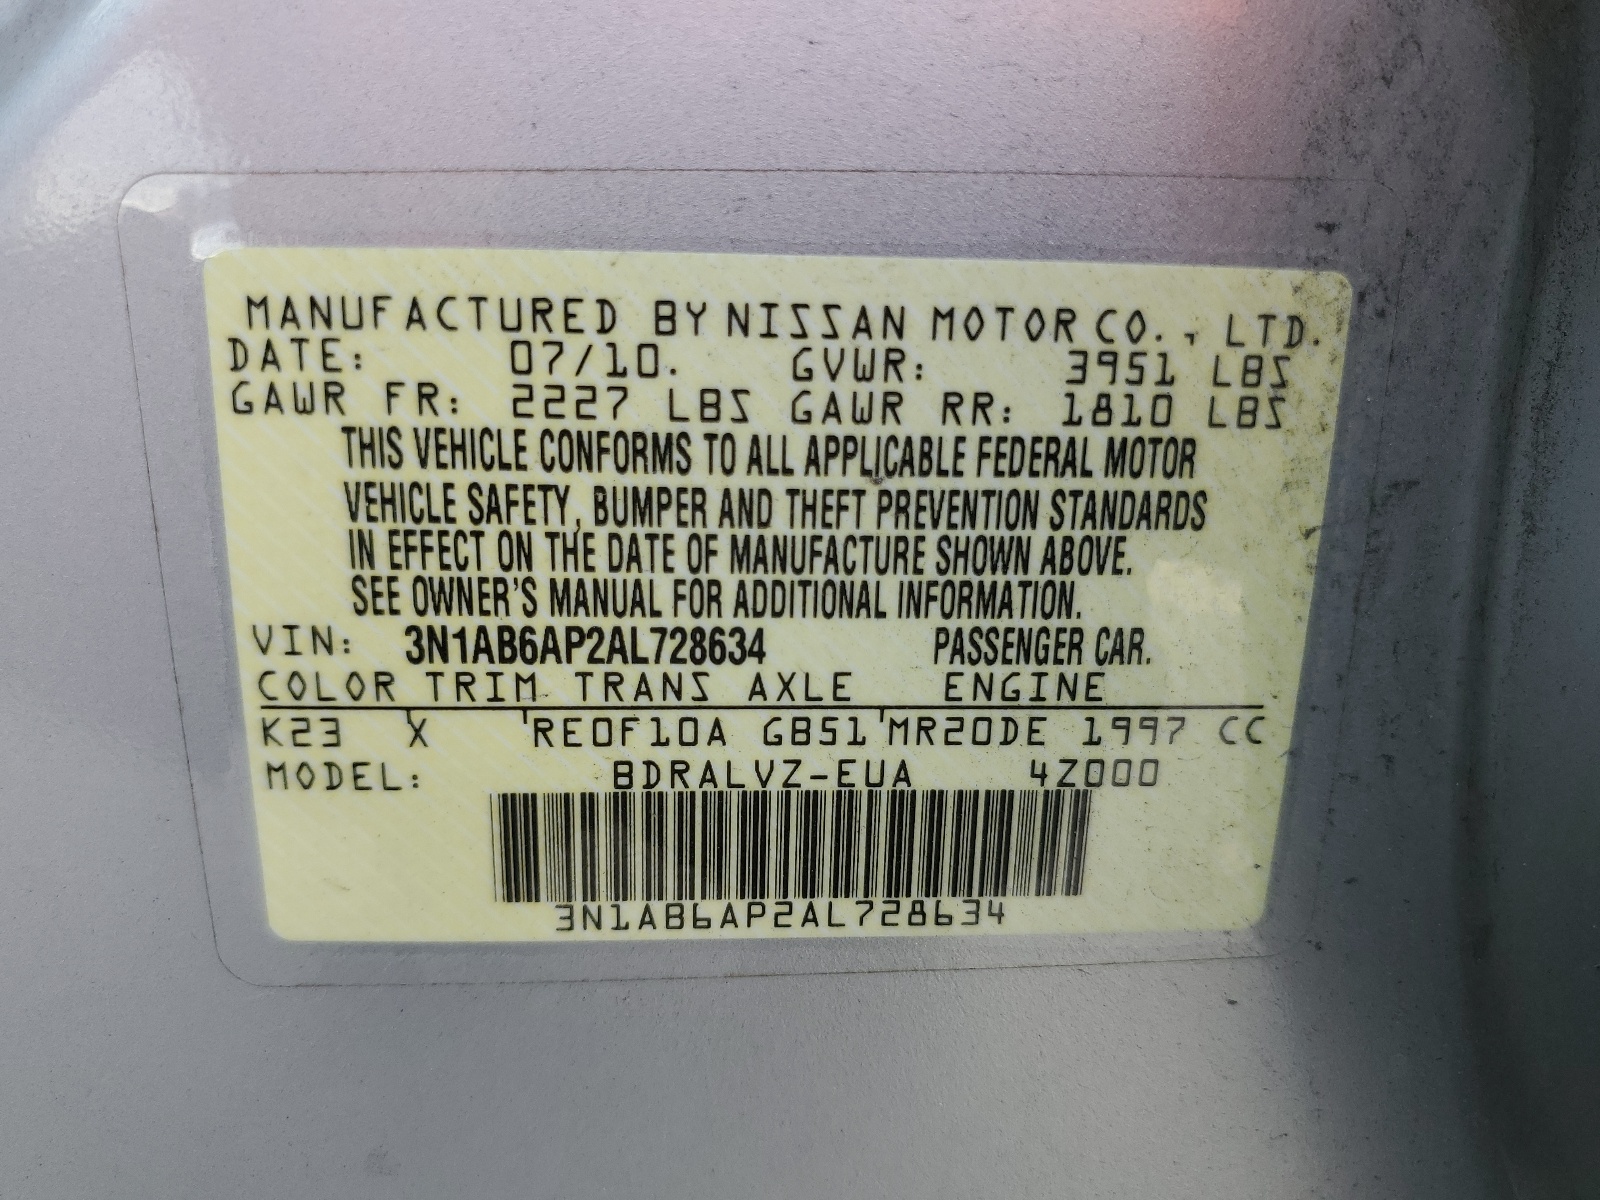 MANUFACTURED BY NISSAN MOTOR CO., LTD.
DATE: 07/10. GVWR: 3951 LBS
GAWR FR: 2227 LBS GAWR RR: 1810 LBS
THIS VEHICLE CONFORMS TO ALL APPLICABLE FEDERAL MOTOR
VEHICLE SAFETY, BUMPER AND THEFT PREVENTION STANDARDS
IN EFFECT ON THE DATE OF MANUFACTURE SHOWN ABOVE.
SEE OWNER'S MANUAL FOR ADDITIONAL INFORMATION.
VIN: 3N1AB6AP2AL728634 PASSENGER CAR.
COLOR TRIM TRANS AXLE ENGINE
K23 X RE0F10A GB51 MR20DE 1997 CC
MODEL: BDRALVZ-EUA 4Z000
3N1AB6AP2AL728634